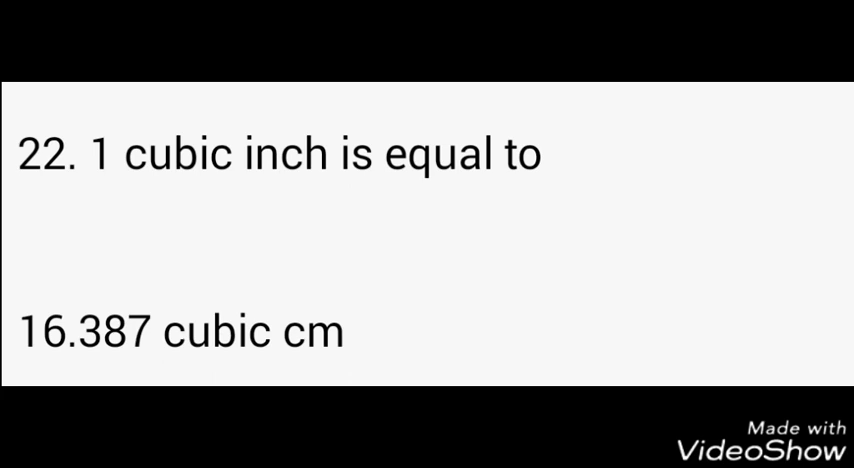 22. 1 cubic inch is equal to
16.387 cubic cm
Made with
VideoShow